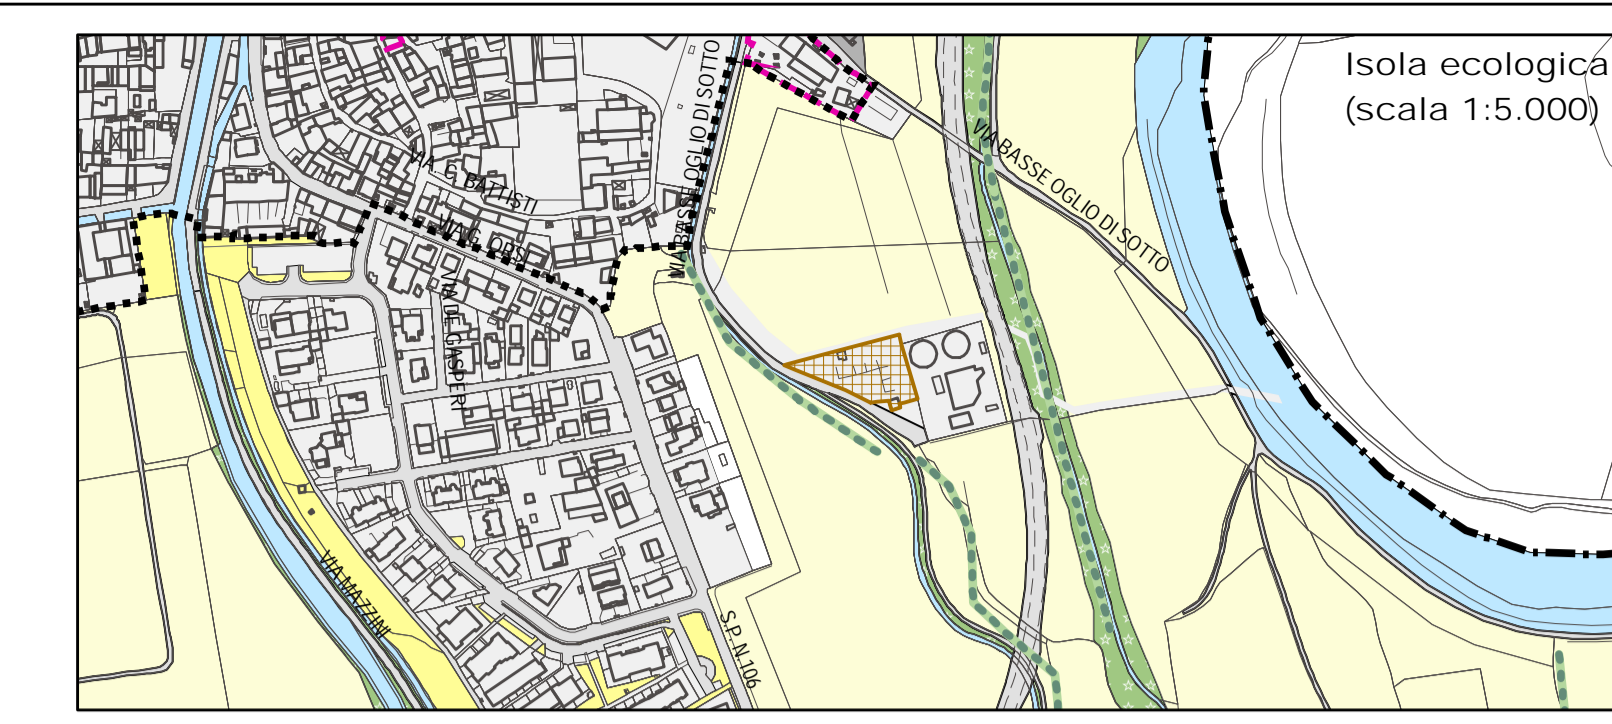 Isola ecologica
(scala 1:5.000)
VIA BASSE OGLIO DI SOTTO
VIA BASSE OGLIO DI SOTTO
VIA C. BATTISTI
VIA G. ORSI
VIA DE GASPERI
VIA MAZZINI
S.P. N.106